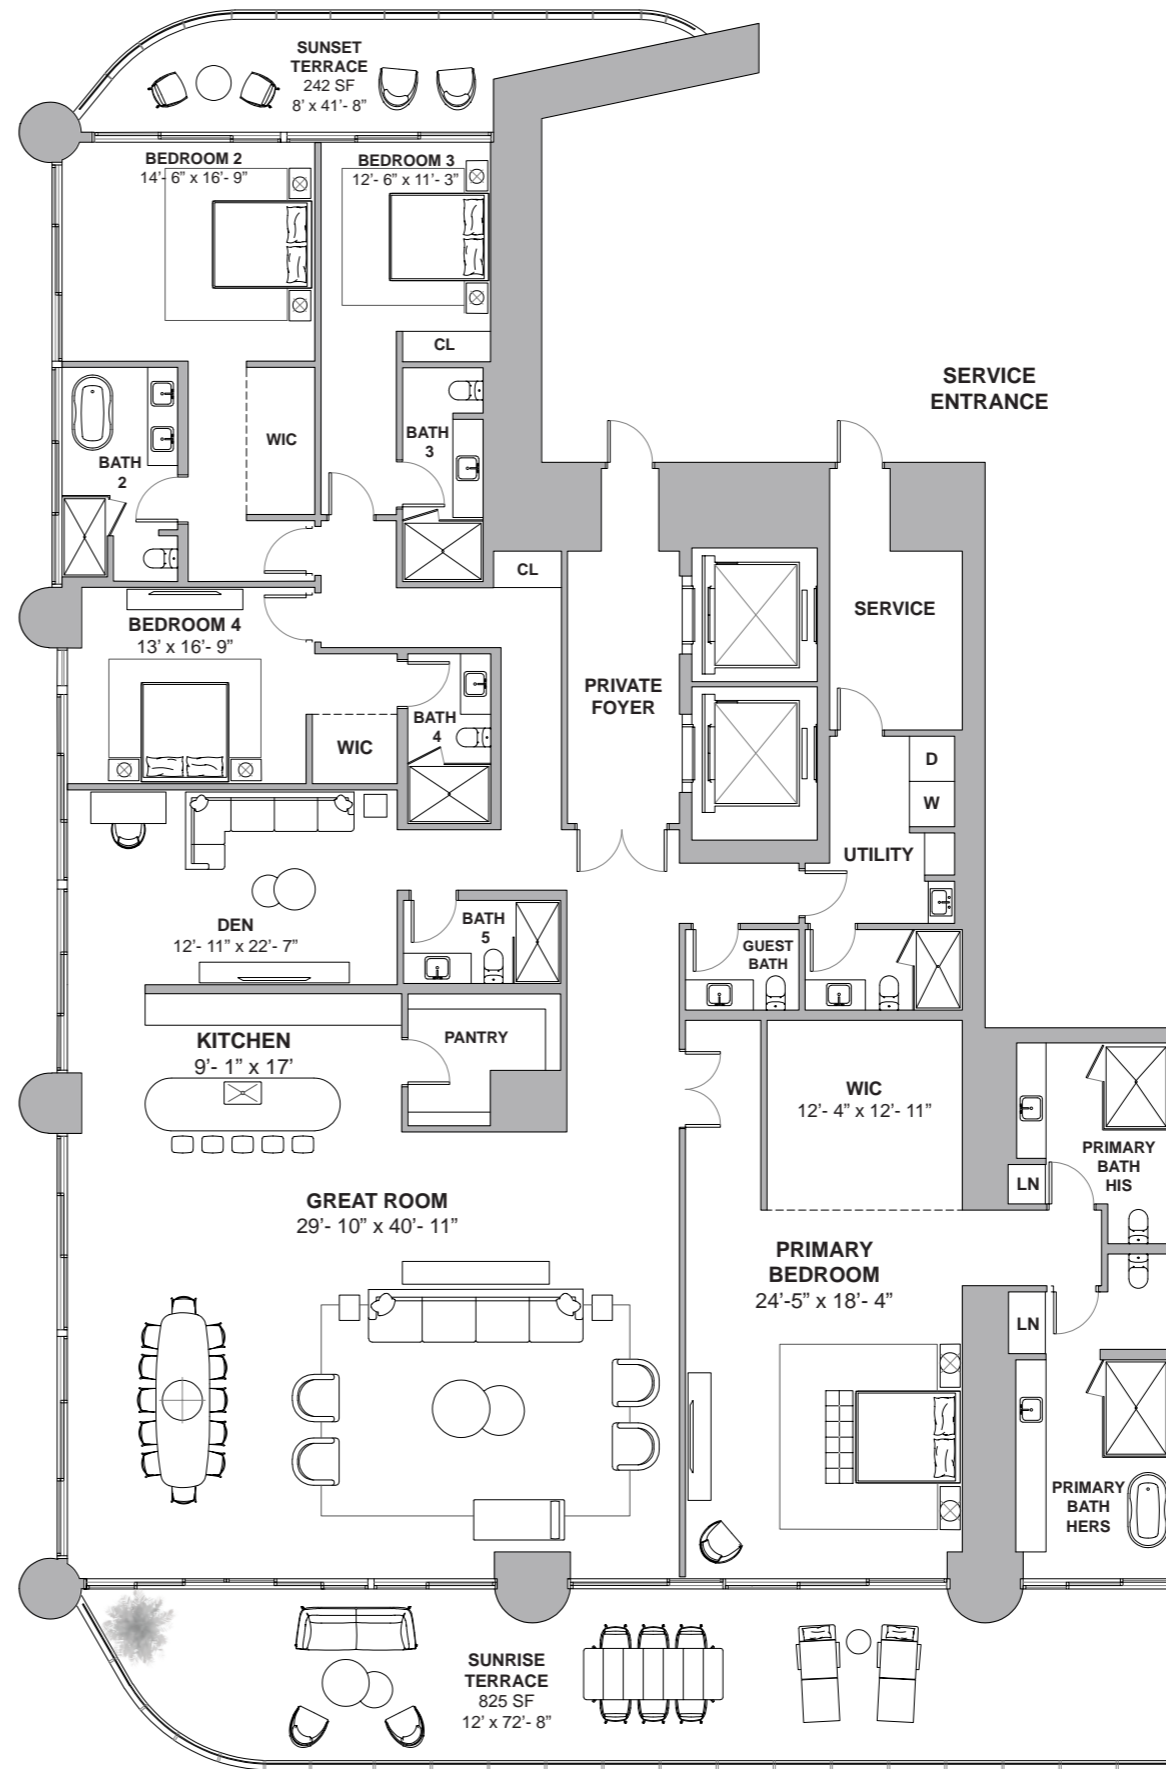 SUNSET
TERRACE
242 SF
8’ x 41’- 8”
BEDROOM 2
14’- 6” x 16’- 9”
BEDROOM 3
12’- 6” x 11’- 3”
CL
SERVICE
ENTRANCE
WIC
BATH
3
BATH
2
CL
SERVICE
BEDROOM 4
13’ x 16’- 9”
PRIVATE
FOYER
BATH
4
WIC
D
W
UTILITY
DEN
12’- 11” x 22’- 7”
BATH
5
GUEST
BATH
KITCHEN
9’- 1” x 17’
PANTRY
WIC
12’- 4” x 12’- 11”
PRIMARY
BATH
HIS
LN
GREAT ROOM
29’- 10” x 40’- 11”
PRIMARY
BEDROOM
24’-5” x 18’- 4”
LN
PRIMARY
BATH
HERS
SUNRISE
TERRACE
825 SF
12’ x 72’- 8”